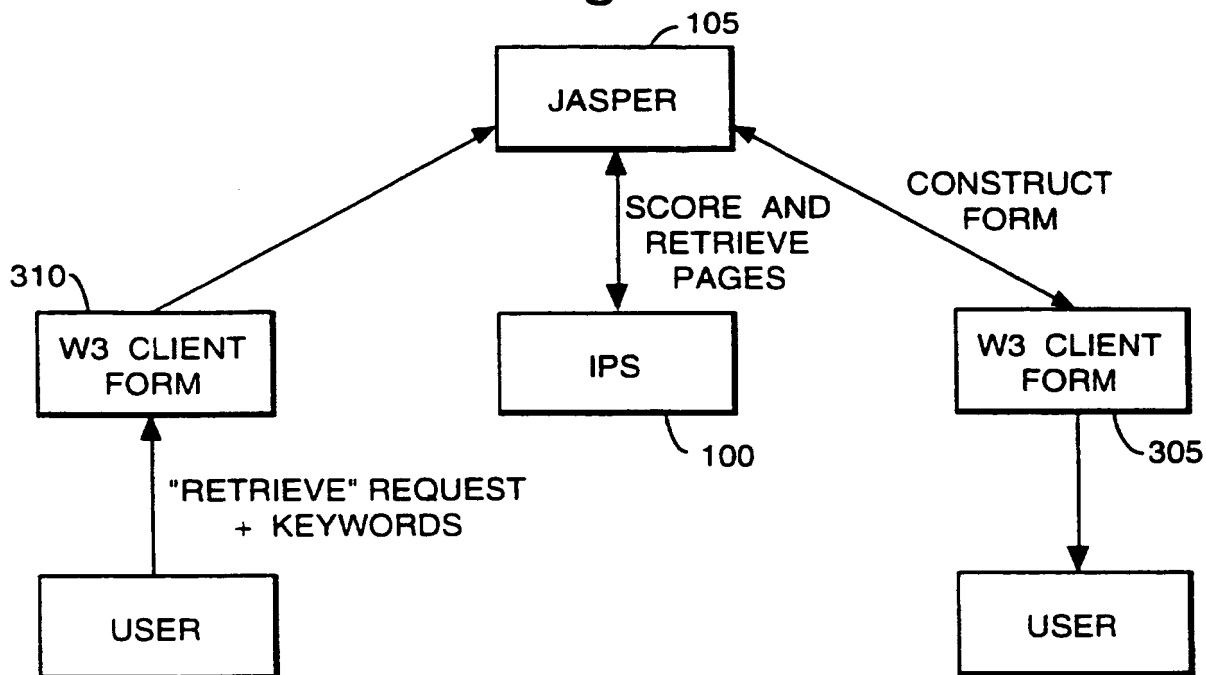 105
JASPER
CONSTRUCT
FORM
SCORE AND
RETRIEVE
PAGES
310
W3 CLIENT
FORM
IPS
W3 CLIENT
FORM
100
305
"RETRIEVE" REQUEST
+ KEYWORDS
USER
USER